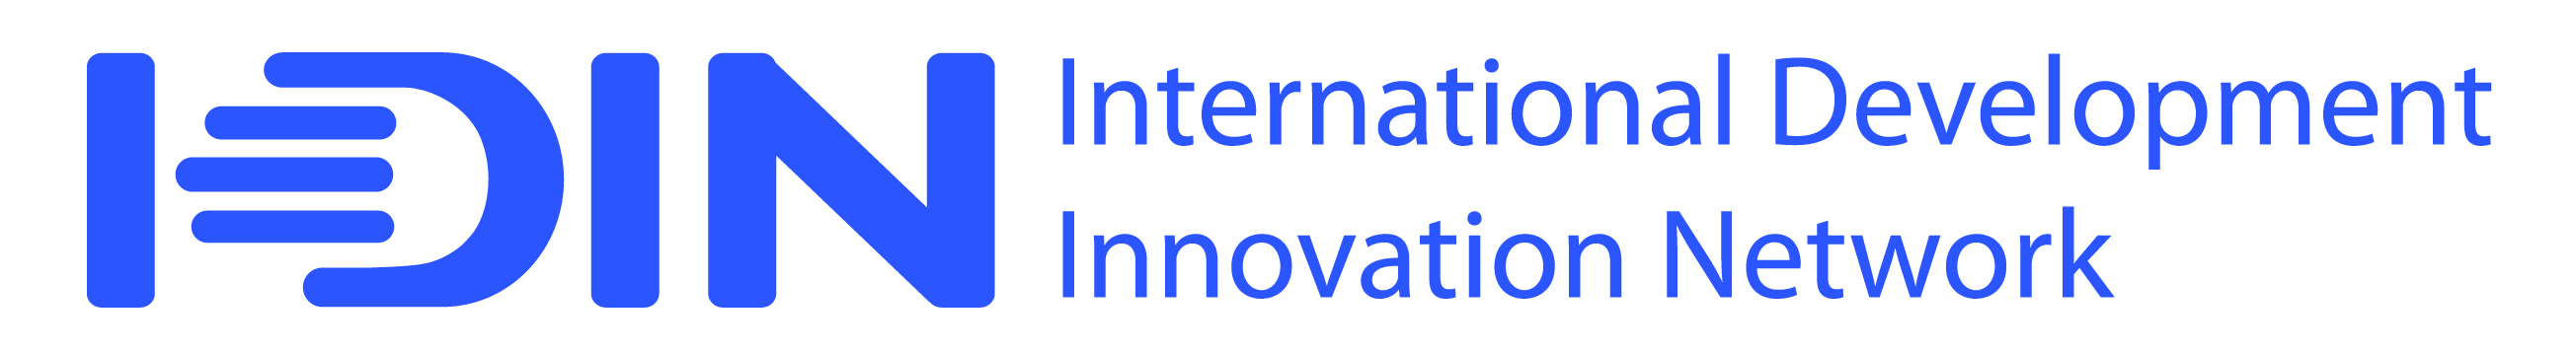 IDIN
International Development
Innovation Network